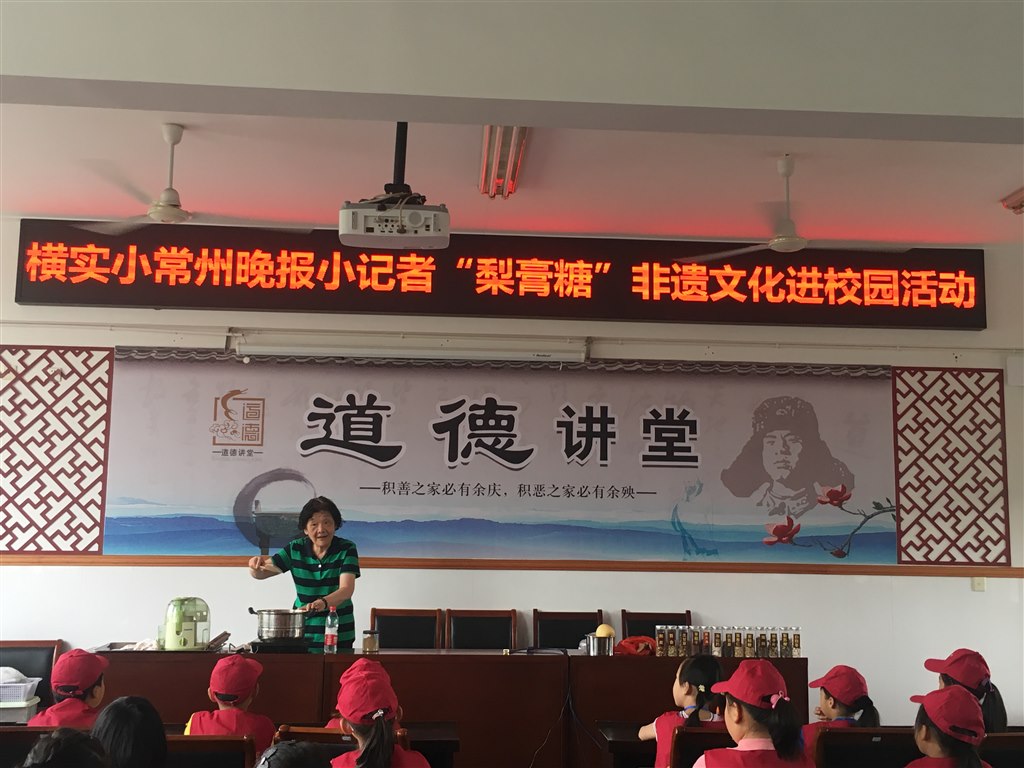 横实小常州晚报小记者“梨膏糖”非遗文化进校园活动
道德讲堂
道德
—道德讲堂—
—积善之家必有余庆，积恶之家必有余殃—